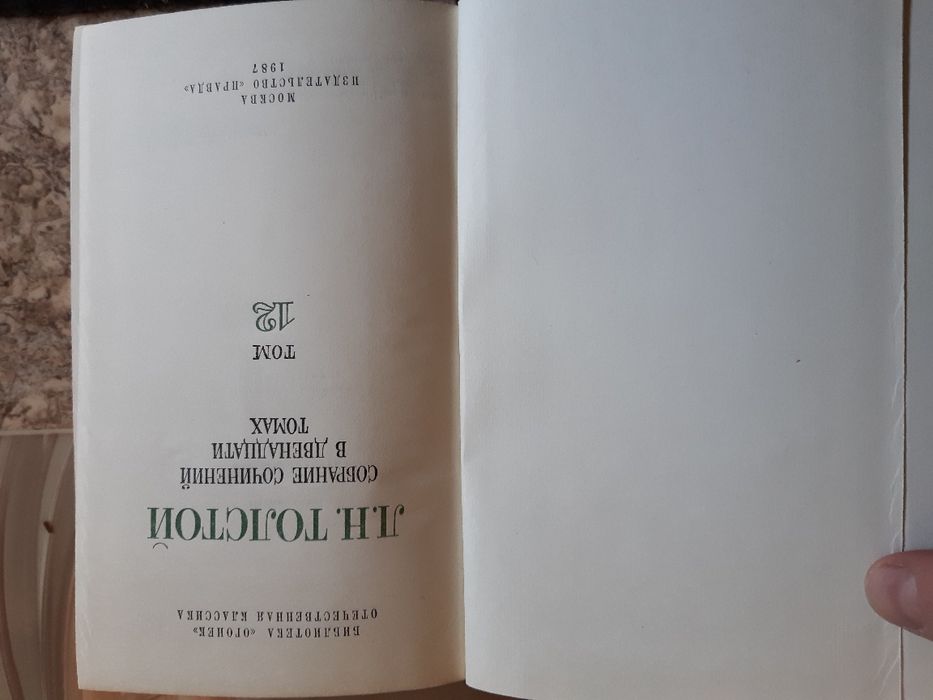 БИБЛИОТЕКА «ОГОНЕК»
ОТЕЧЕСТВЕННАЯ КЛАССИКА
Л.Н. ТОЛСТОЙ
СОБРАНИЕ СОЧИНЕНИЙ
В ДВЕНАДЦАТИ
ТОМАХ
ТОМ
12
МОСКВА
ИЗДАТЕЛЬСТВО «ПРАВДА»
1987